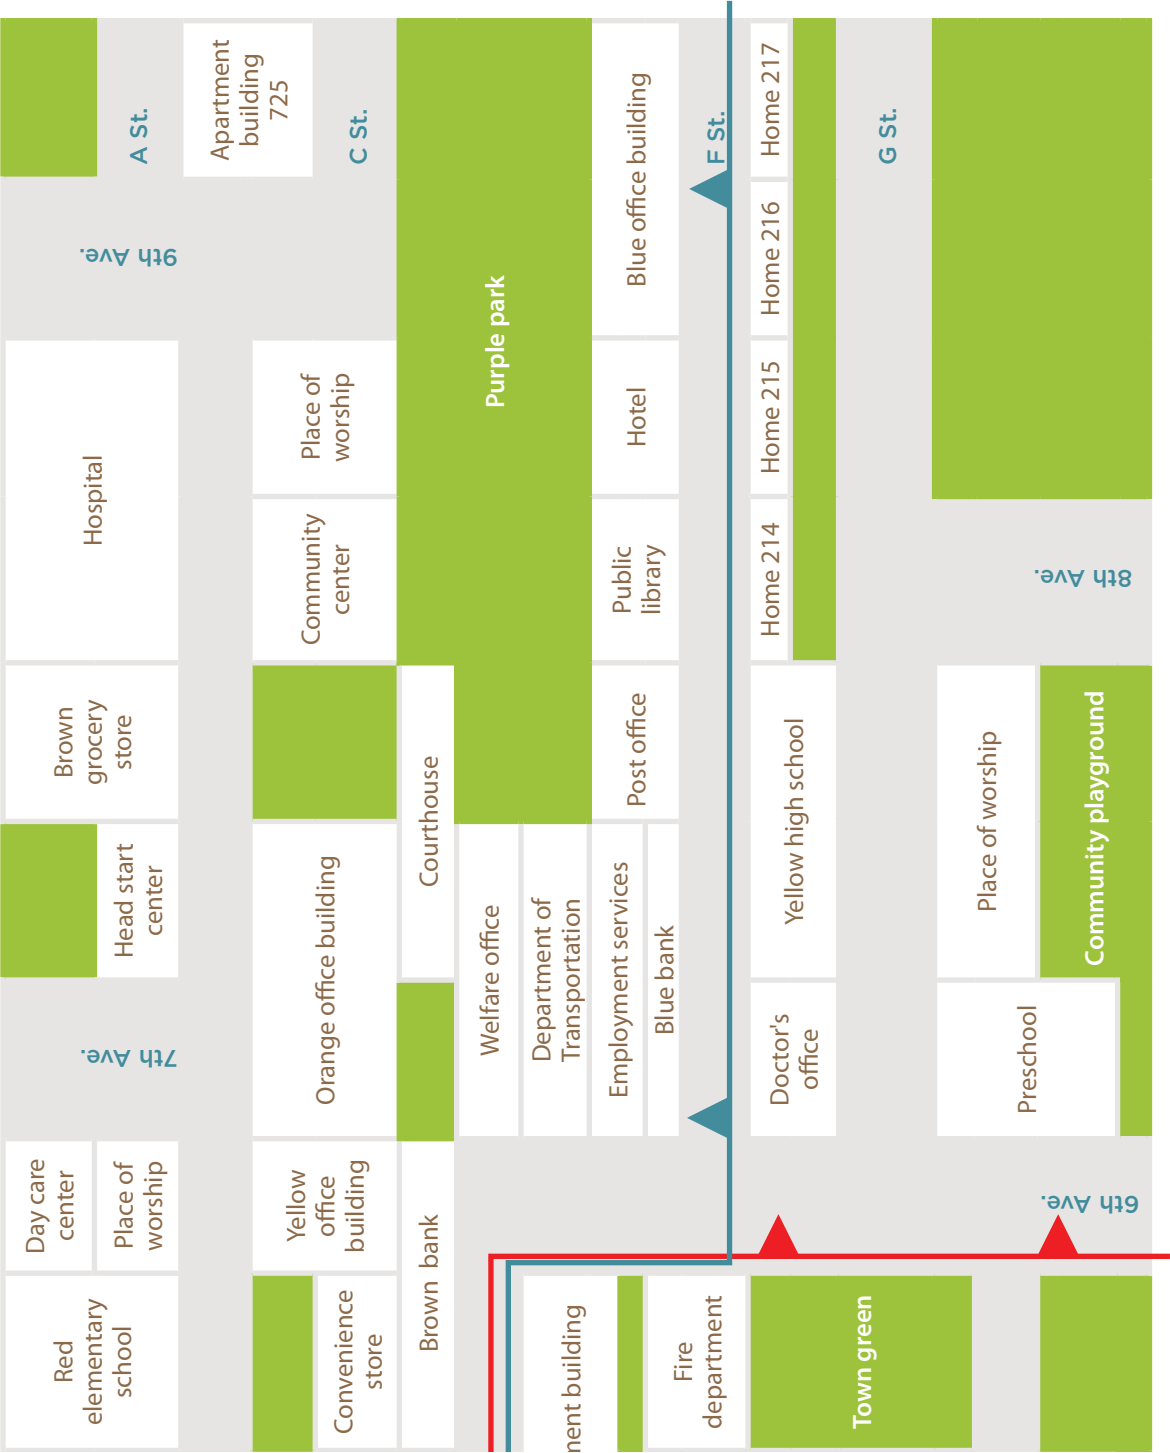 A St.
Apartment
building
725
C St.
Purple park
Blue office building
F St.
Home 217
G St.
9th Ave.
Home 216
Hospital
Place of
worship
Hotel
Home 215
Community
center
Public
library
Home 214
8th Ave.
Brown
grocery
store
Courthouse
Post office
Yellow high school
Place of worship
Community playground
Head start
center
Orange office building
Welfare office
Department of
Transportation
Employment services
Blue bank
Doctor's
office
Preschool
7th Ave.
Day care
center
Place of
worship
Yellow
office
building
Brown bank
6th Ave.
Red
elementary
school
Convenience
store
ment building
Fire
department
Town green